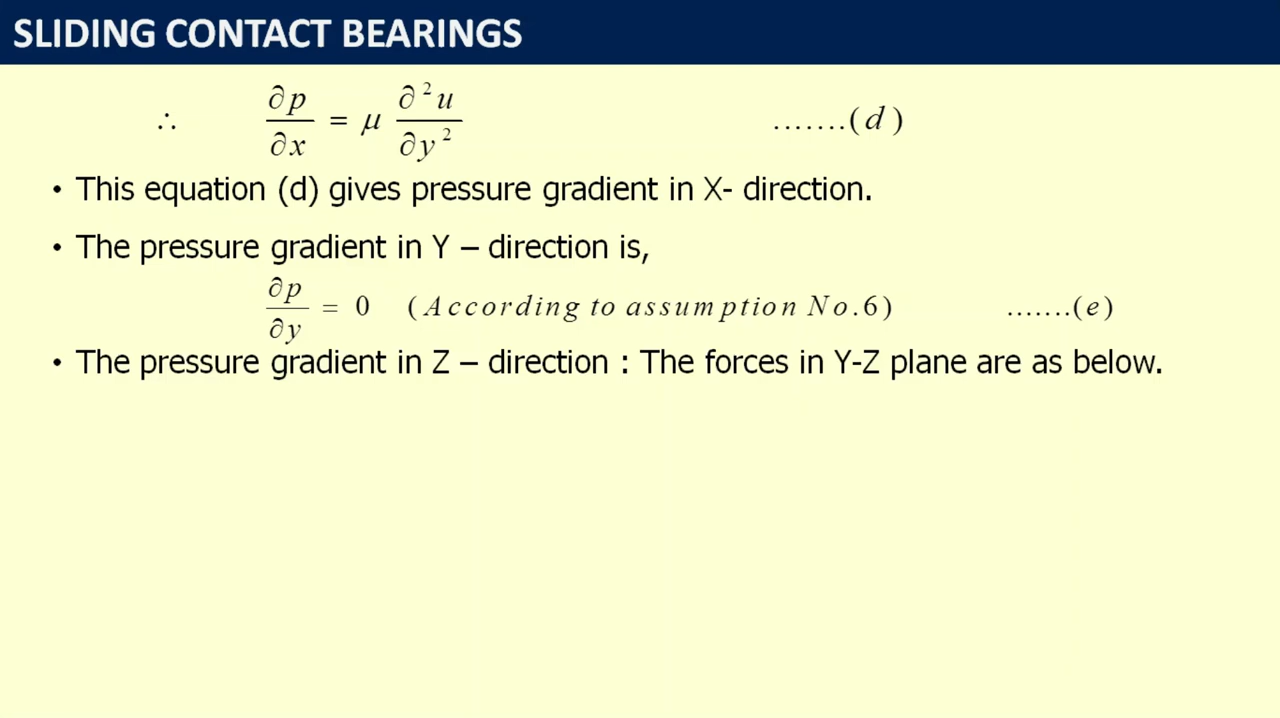 SLIDING CONTACT BEARINGS
∴ ∂p/∂x = μ ∂²u/∂y² .......(d)
• This equation (d) gives pressure gradient in X- direction.
• The pressure gradient in Y – direction is,
∂p/∂y = 0 (According to assumption No.6) .......(e)
• The pressure gradient in Z – direction : The forces in Y-Z plane are as below.